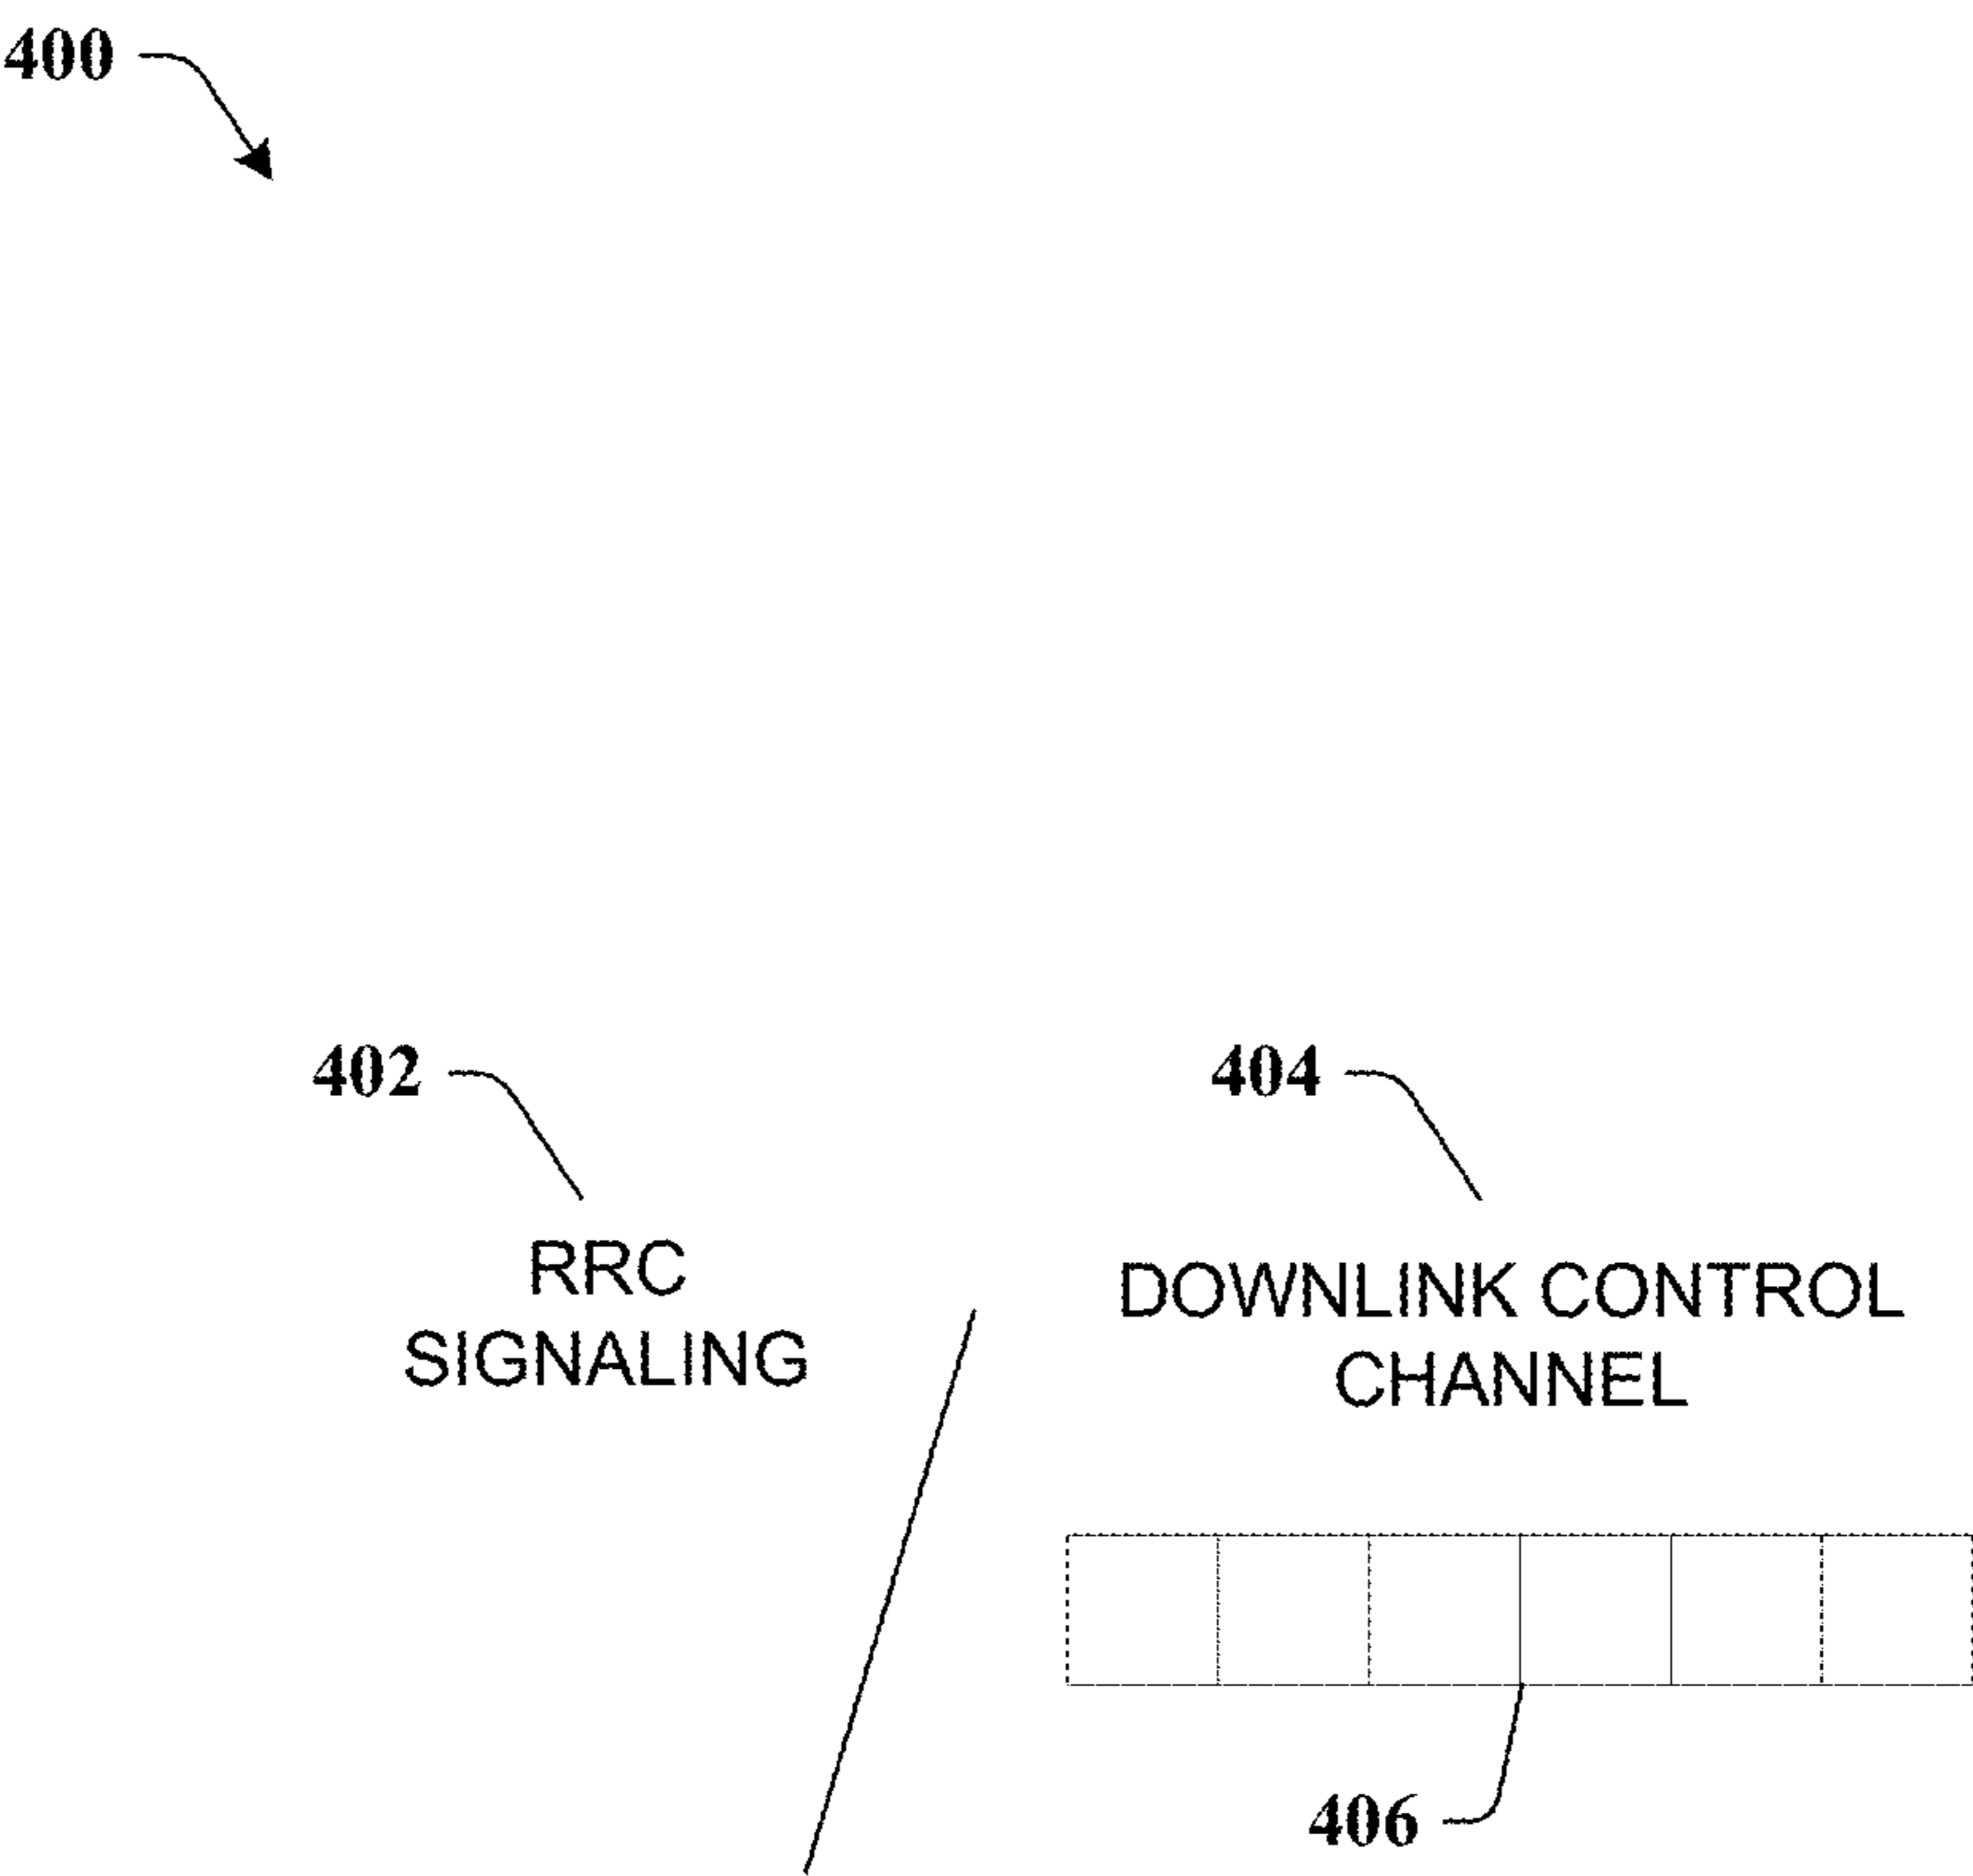 400
402
404
RRC
SIGNALING
DOWNLINK CONTROL
CHANNEL
406